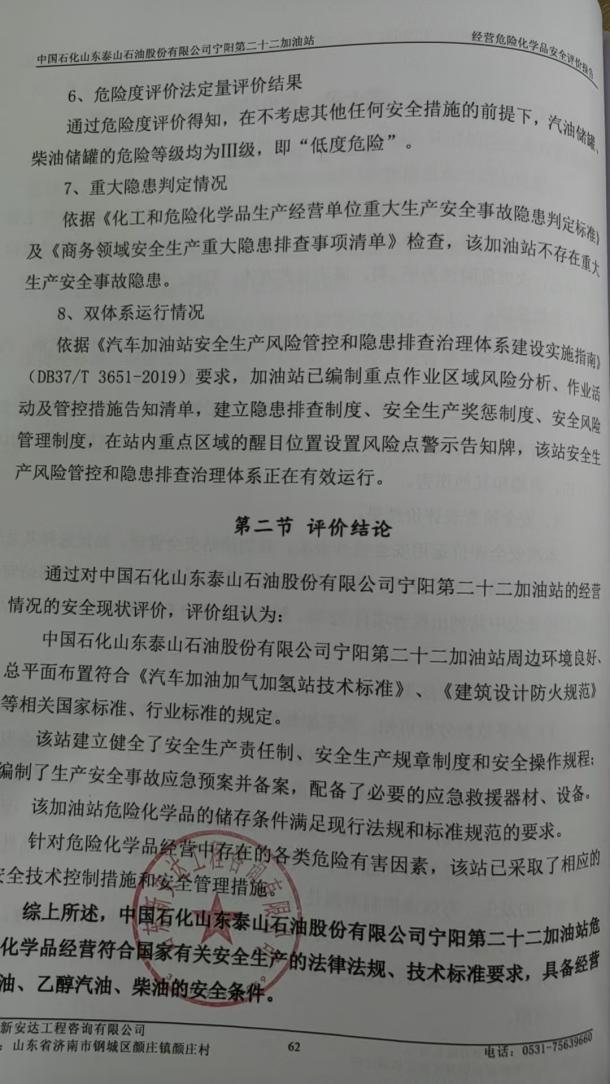 中国石化山东泰山石油股份有限公司宁阳第二十二加油站
经营危险化学品安全评价报告
6、危险度评价法定量评价结果
通过危险度评价得知，在不考虑其他任何安全措施的前提下，汽油储罐、
柴油储罐的危险等级均为Ⅲ级，即“低度危险”。
7、重大隐患判定情况
依据《化工和危险化学品生产经营单位重大生产安全事故隐患判定标准》
及《商务领域安全生产重大隐患排查事项清单》检查，该加油站不存在重大
生产安全事故隐患。
8、双体系运行情况
依据《汽车加油站安全生产风险管控和隐患排查治理体系建设实施指南》
（DB37/T 3651-2019）要求，加油站已编制重点作业区域风险分析、作业活
动及管控措施告知清单，建立隐患排查制度、安全生产奖惩制度、安全风险
管理制度，在站内重点区域的醒目位置设置风险点警示告知牌，该站安全生
产风险管控和隐患排查治理体系正在有效运行。
第二节 评价结论
通过对中国石化山东泰山石油股份有限公司宁阳第二十二加油站的经营
情况的安全现状评价，评价组认为：
中国石化山东泰山石油股份有限公司宁阳第二十二加油站周边环境良好、
总平面布置符合《汽车加油加气加氢站技术标准》、《建筑设计防火规范》
等相关国家标准、行业标准的规定。
该站建立健全了安全生产责任制、安全生产规章制度和安全操作规程；
编制了生产安全事故应急预案并备案，配备了必要的应急救援器材、设备。
该加油站危险化学品的储存条件满足现行法规和标准规范的要求。
针对危险化学品经营中存在的各类危险有害因素，该站已采取了相应的
安全技术控制措施和安全管理措施。
综上所述，中国石化山东泰山石油股份有限公司宁阳第二十二加油站危
化学品经营符合国家有关安全生产的法律法规、技术标准要求，具备经营
油、乙醇汽油、柴油的安全条件。
新安达工程咨询有限公司
：山东省济南市钢城区颜庄镇颜庄村
62
电话：0531-75639660